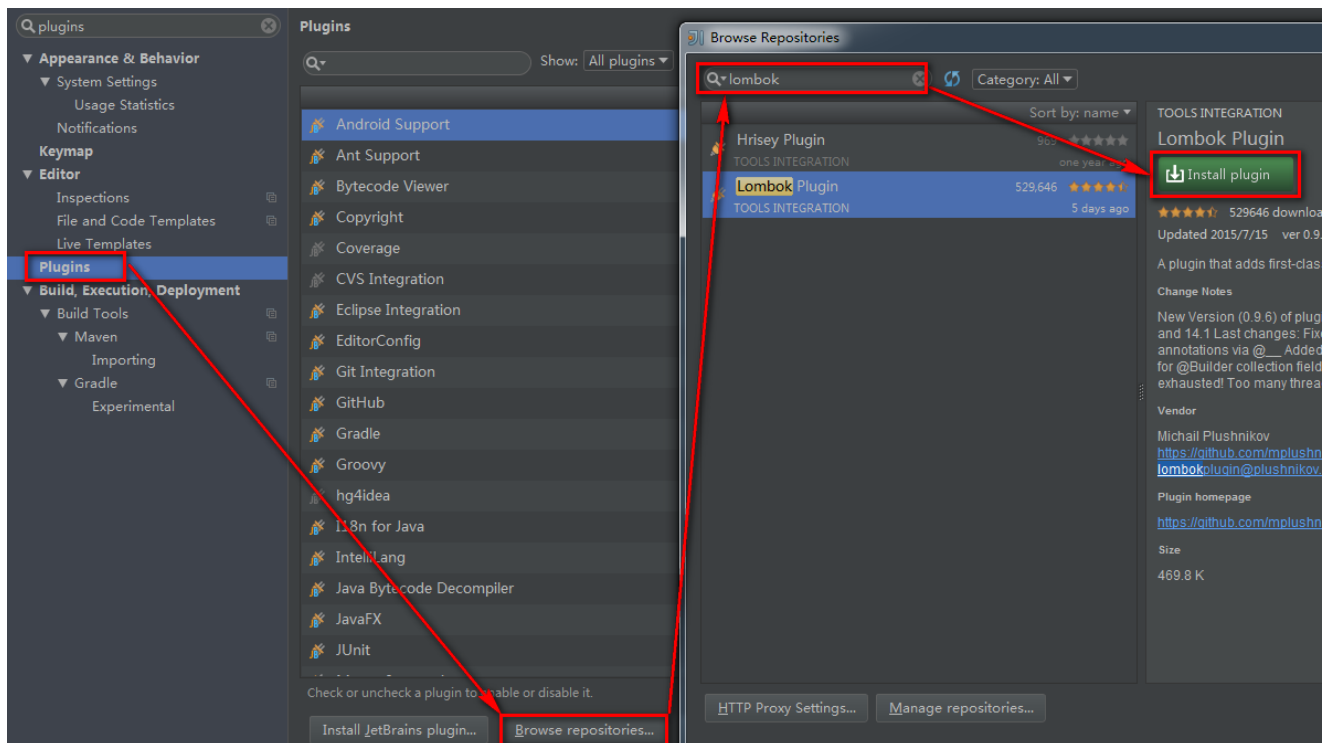 plugins
Appearance & Behavior
System Settings
Usage Statistics
Notifications
Keymap
Editor
Inspections
File and Code Templates
Live Templates
Plugins
Build, Execution, Deployment
Build Tools
Maven
Importing
Gradle
Experimental
Plugins
Show: All plugins
Android Support
Ant Support
Bytecode Viewer
Copyright
Coverage
CVS Integration
Eclipse Integration
EditorConfig
Git Integration
GitHub
Gradle
Groovy
hg4idea
I18n for Java
IntelliLang
Java Bytecode Decompiler
JavaFX
JUnit
Check or uncheck a plugin to enable or disable it.
Install JetBrains plugin... Browse repositories...
Browse Repositories
lombok Category: All
Sort by: name
Hrisey Plugin 969
TOOLS INTEGRATION one year ago
Lombok Plugin 529,646
TOOLS INTEGRATION 5 days ago
HTTP Proxy Settings... Manage repositories...
TOOLS INTEGRATION
Lombok Plugin
Install plugin
529646 downloa
Updated 2015/7/15 ver 0.9.
A plugin that adds first-clas
Change Notes
New Version (0.9.6) of plug
and 14.1 Last changes: Fix
annotations via @__ Added
for @Builder collection field
exhausted! Too many threa
Vendor
Michail Plushnikov
https://github.com/mplushn
lombokplugin@plushnikov.
Plugin homepage
https://github.com/mplushn
Size
469.8 K